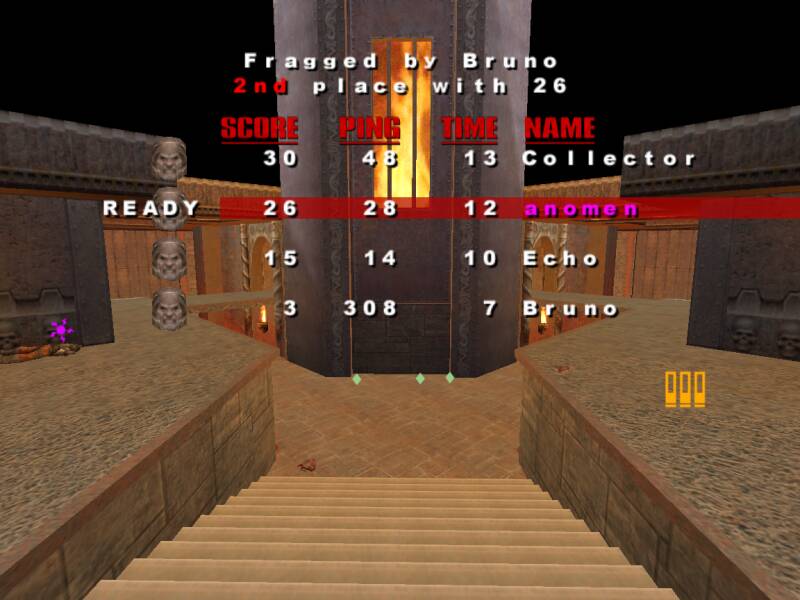 Fragged by Bruno
2nd place with 26
SCORE PING TIME NAME
30 48 13 Collector
READY 26 28 12 anomen
15 14 10 Echo
3 308 7 Bruno